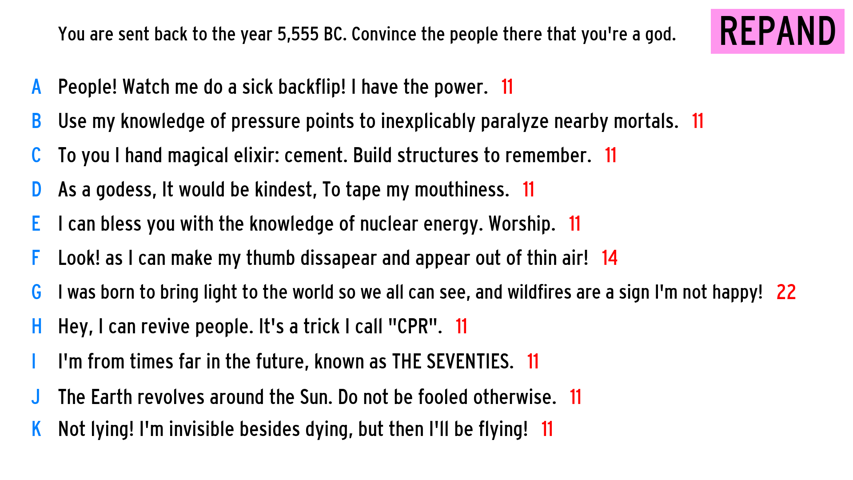 You are sent back to the year 5,555 BC. Convince the people there that you're a god.
REPAND
A People! Watch me do a sick backflip! I have the power. 11
B Use my knowledge of pressure points to inexplicably paralyze nearby mortals. 11
C To you I hand magical elixir: cement. Build structures to remember. 11
D As a godess, It would be kindest, To tape my mouthiness. 11
E I can bless you with the knowledge of nuclear energy. Worship. 11
F Look! as I can make my thumb dissapear and appear out of thin air! 14
G I was born to bring light to the world so we all can see, and wildfires are a sign I'm not happy! 22
H Hey, I can revive people. It's a trick I call "CPR". 11
I I'm from times far in the future, known as THE SEVENTIES. 11
J The Earth revolves around the Sun. Do not be fooled otherwise. 11
K Not lying! I'm invisible besides dying, but then I'll be flying! 11